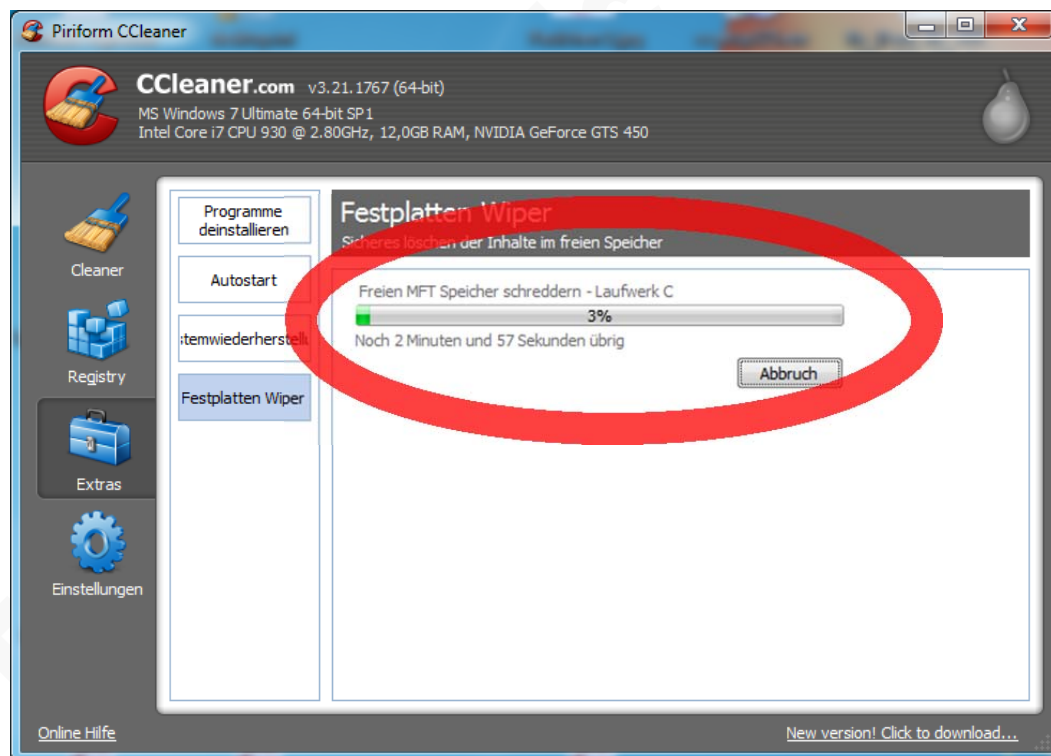 Piriform CCleaner
CCleaner.com v3.21.1767 (64-bit)
MS Windows 7 Ultimate 64-bit SP1
Intel Core i7 CPU 930 @ 2.80GHz, 12,0GB RAM, NVIDIA GeForce GTS 450
Cleaner
Registry
Extras
Einstellungen
Programme
deinstallieren
Autostart
stemwiederherstell
Festplatten Wiper
Festplatten Wiper
Sicheres löschen der Inhalte im freien Speicher
Freien MFT Speicher schreddern - Laufwerk C
3%
Noch 2 Minuten und 57 Sekunden übrig
Abbruch
Online Hilfe
New version! Click to download...